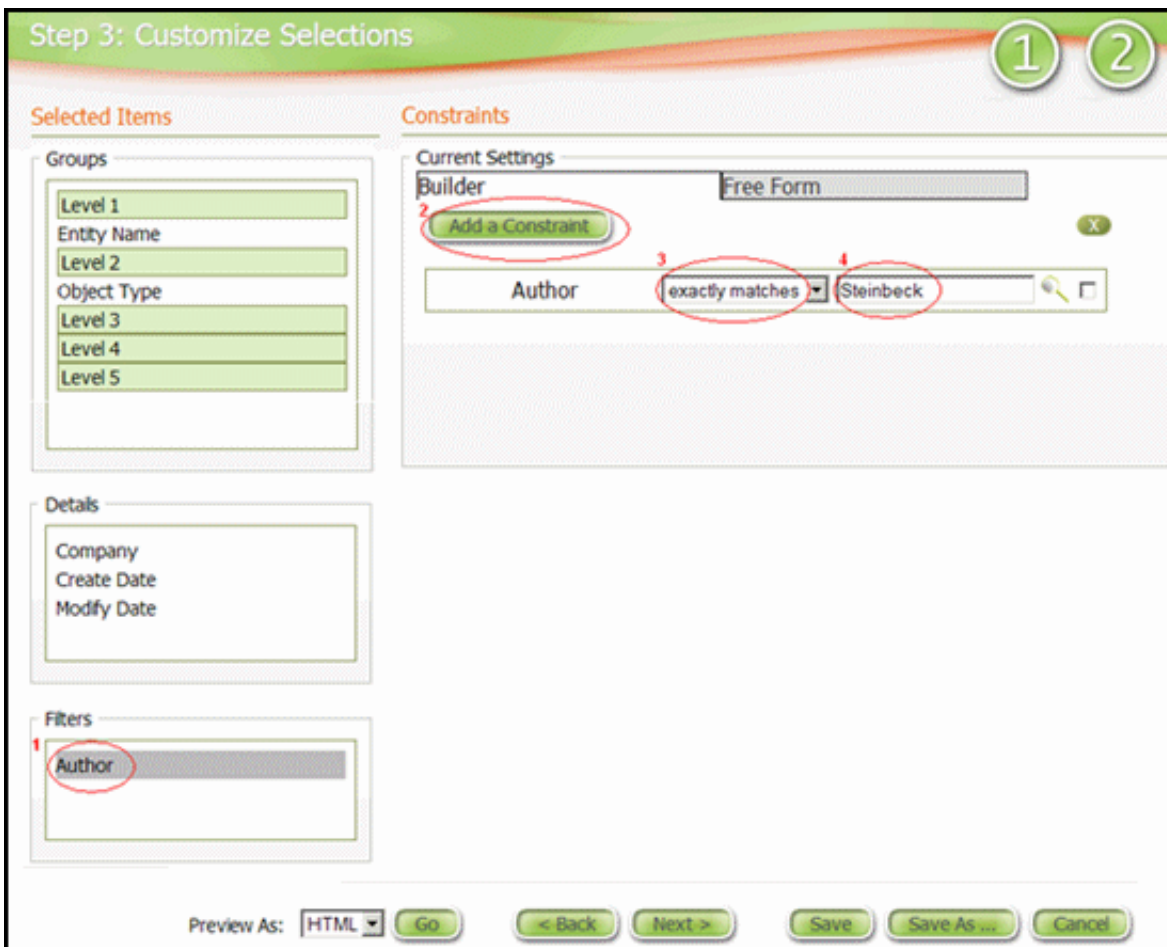 Step 3: Customize Selections
1 2
Selected Items
Groups
Level 1
Entity Name
Level 2
Object Type
Level 3
Level 4
Level 5
Details
Company
Create Date
Modify Date
Filters
1
Author
Constraints
Current Settings
Builder Free Form
2
Add a Constraint X
3 4
Author exactly matches Steinbeck
Preview As: HTML Go < Back Next > Save Save As ... Cancel